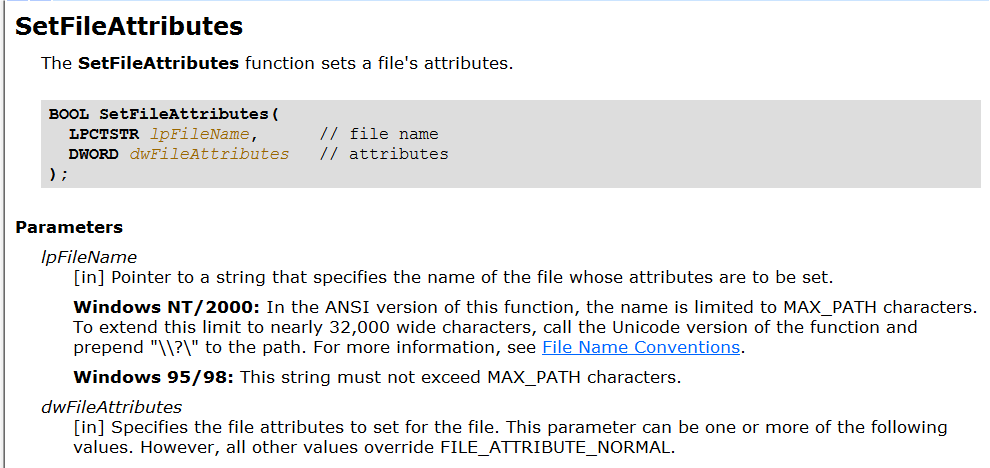 SetFileAttributes
The SetFileAttributes function sets a file's attributes.
BOOL SetFileAttributes(
  LPCTSTR lpFileName,      // file name
  DWORD dwFileAttributes   // attributes
);
Parameters
lpFileName
[in] Pointer to a string that specifies the name of the file whose attributes are to be set.
Windows NT/2000: In the ANSI version of this function, the name is limited to MAX_PATH characters.
To extend this limit to nearly 32,000 wide characters, call the Unicode version of the function and
prepend "\\?\" to the path. For more information, see File Name Conventions.
Windows 95/98: This string must not exceed MAX_PATH characters.
dwFileAttributes
[in] Specifies the file attributes to set for the file. This parameter can be one or more of the following
values. However, all other values override FILE_ATTRIBUTE_NORMAL.